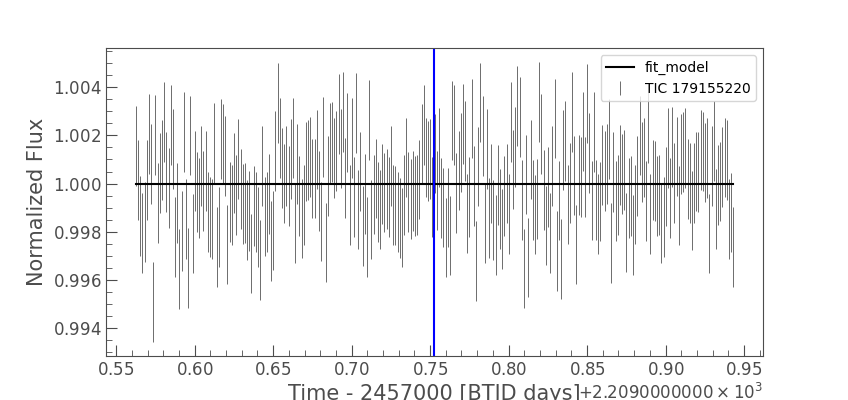 fit_model
TIC 179155220
1.004
1.002
1.000
0.998
0.996
0.994
Normalized Flux
0.55 0.60 0.65 0.70 0.75 0.80 0.85 0.90 0.95
Time - 2457000 [BTJD days]
+2.2090000000 × 10³